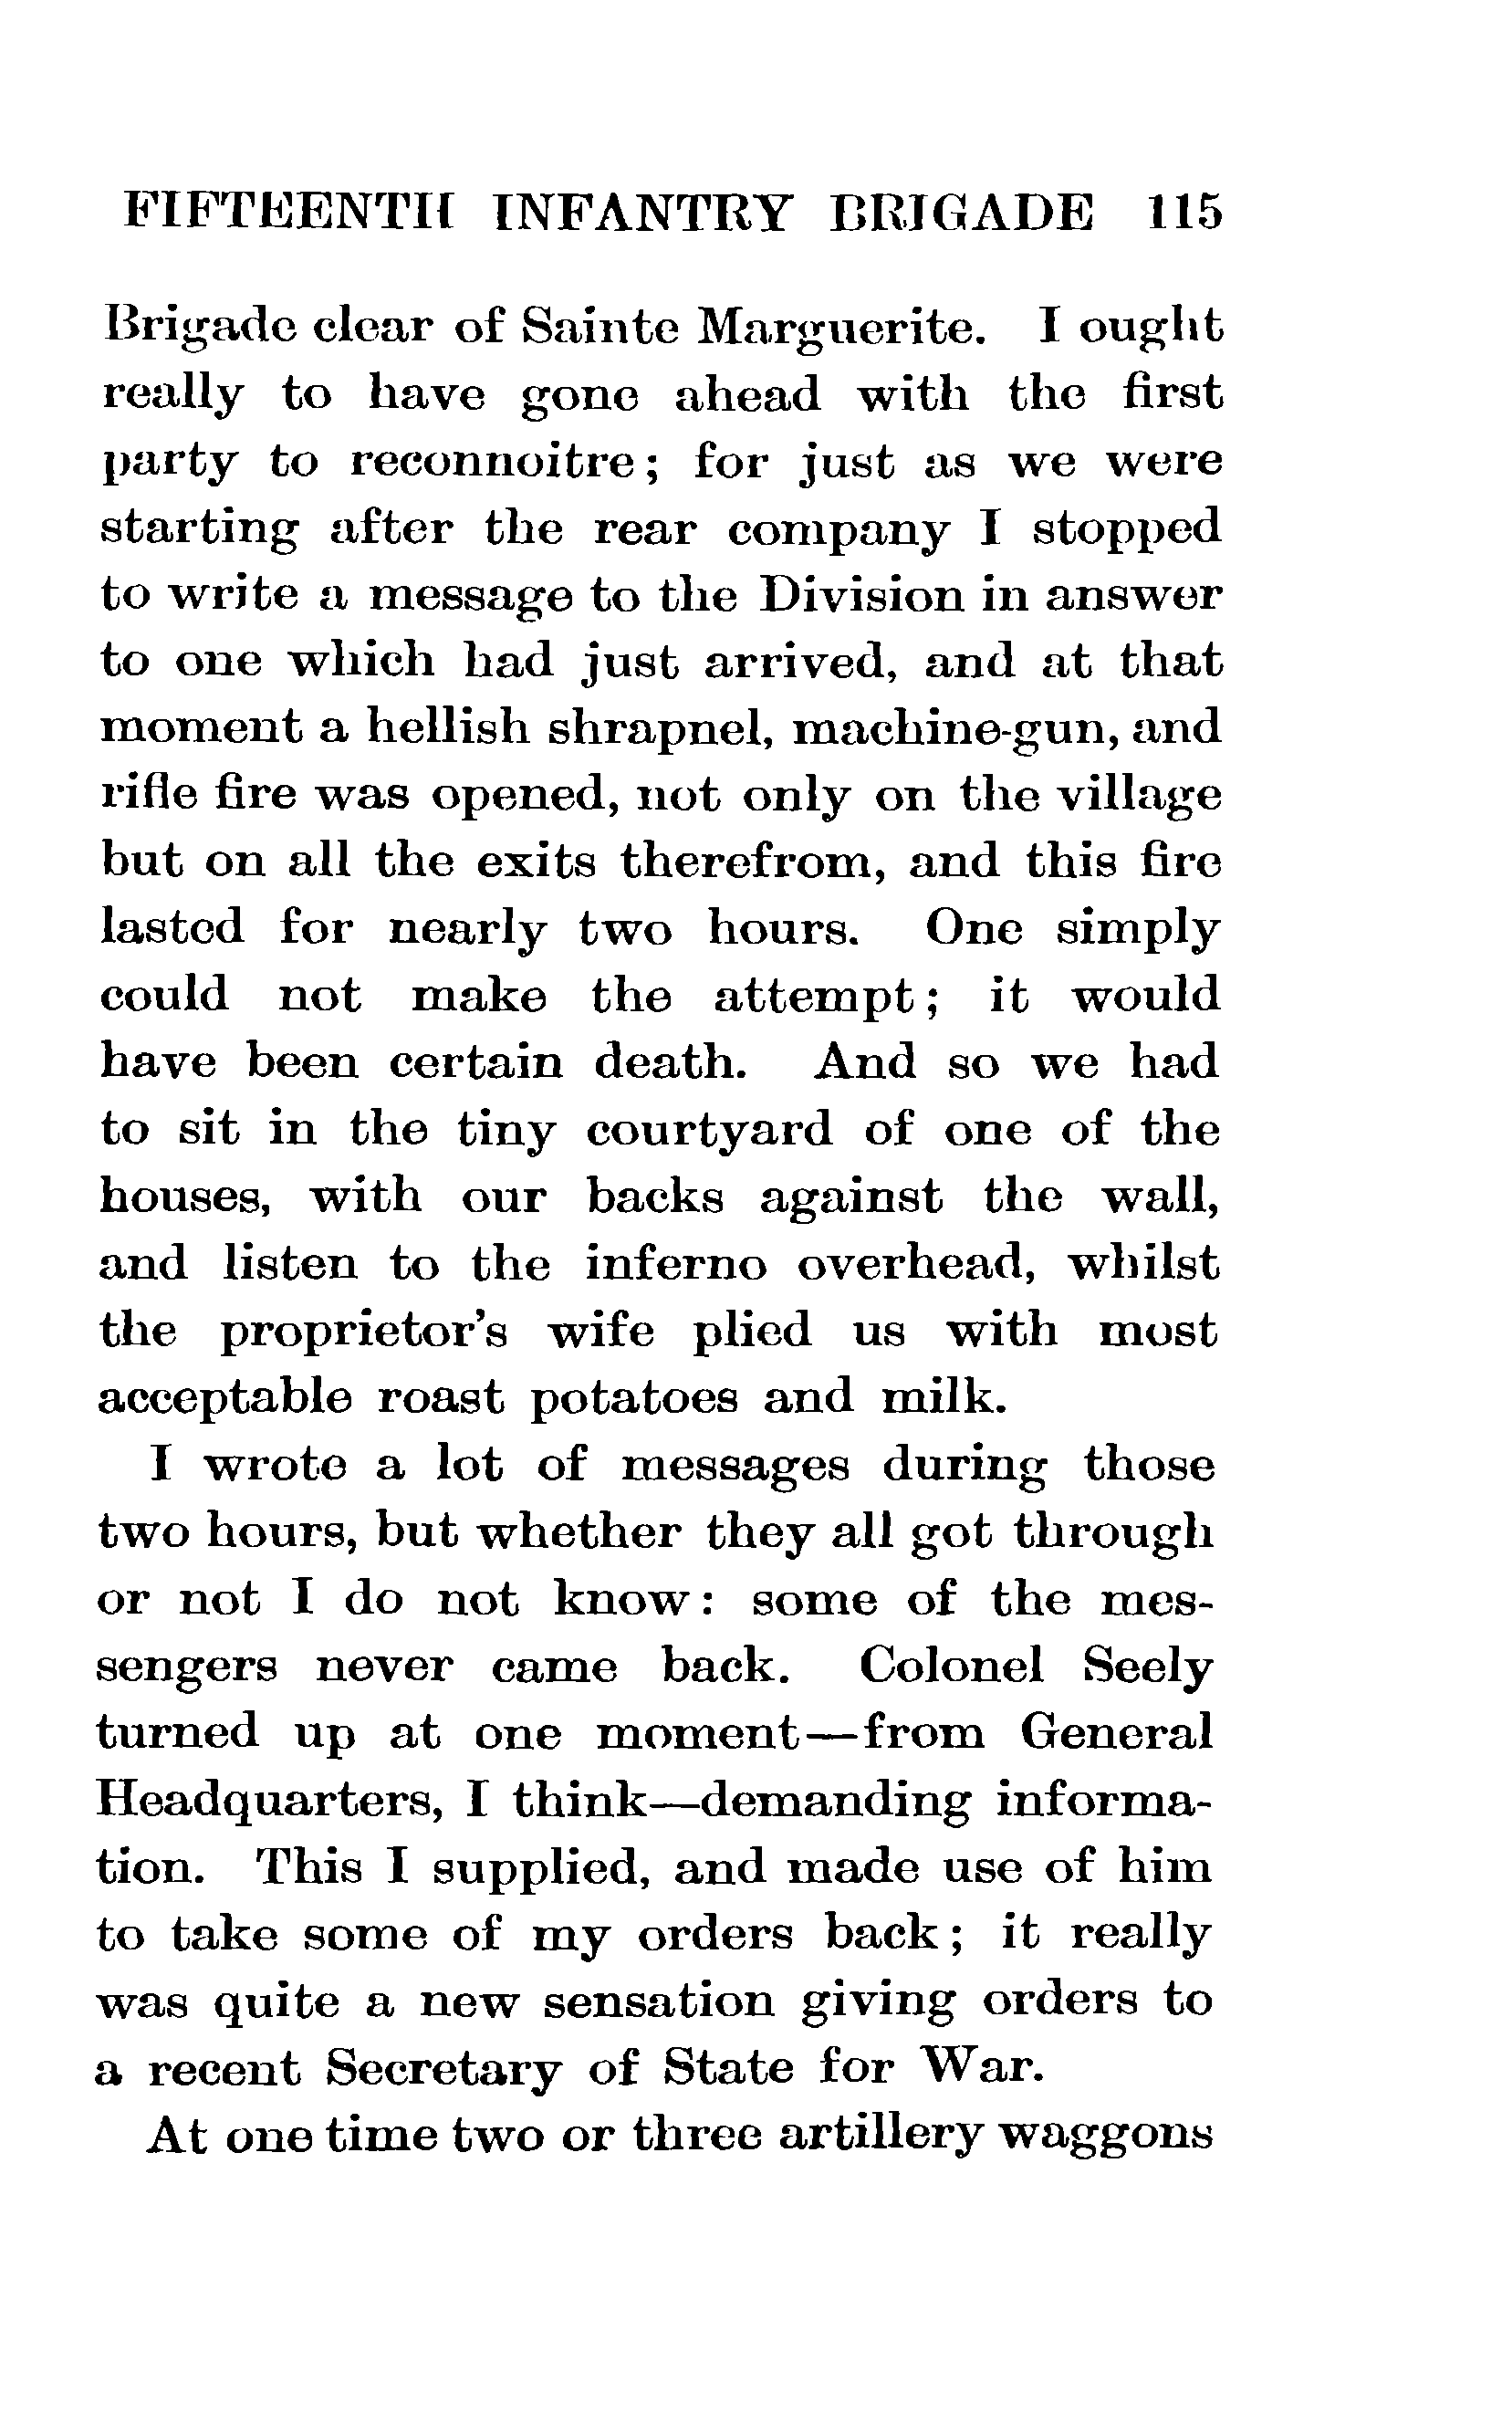 FIFTEENTH INFANTRY BRIGADE 115
Brigade clear of Sainte Marguerite. I ought
really to have gone ahead with the first
party to reconnoitre; for just as we were
starting after the rear company I stopped
to write a message to the Division in answer
to one which had just arrived, and at that
moment a hellish shrapnel, machine-gun, and
rifle fire was opened, not only on the village
but on all the exits therefrom, and this fire
lasted for nearly two hours. One simply
could not make the attempt; it would
have been certain death. And so we had
to sit in the tiny courtyard of one of the
houses, with our backs against the wall,
and listen to the inferno overhead, whilst
the proprietor's wife plied us with most
acceptable roast potatoes and milk.
I wrote a lot of messages during those
two hours, but whether they all got through
or not I do not know: some of the mes-
sengers never came back. Colonel Seely
turned up at one moment—from General
Headquarters, I think—demanding informa-
tion. This I supplied, and made use of him
to take some of my orders back; it really
was quite a new sensation giving orders to
a recent Secretary of State for War.
At one time two or three artillery waggons